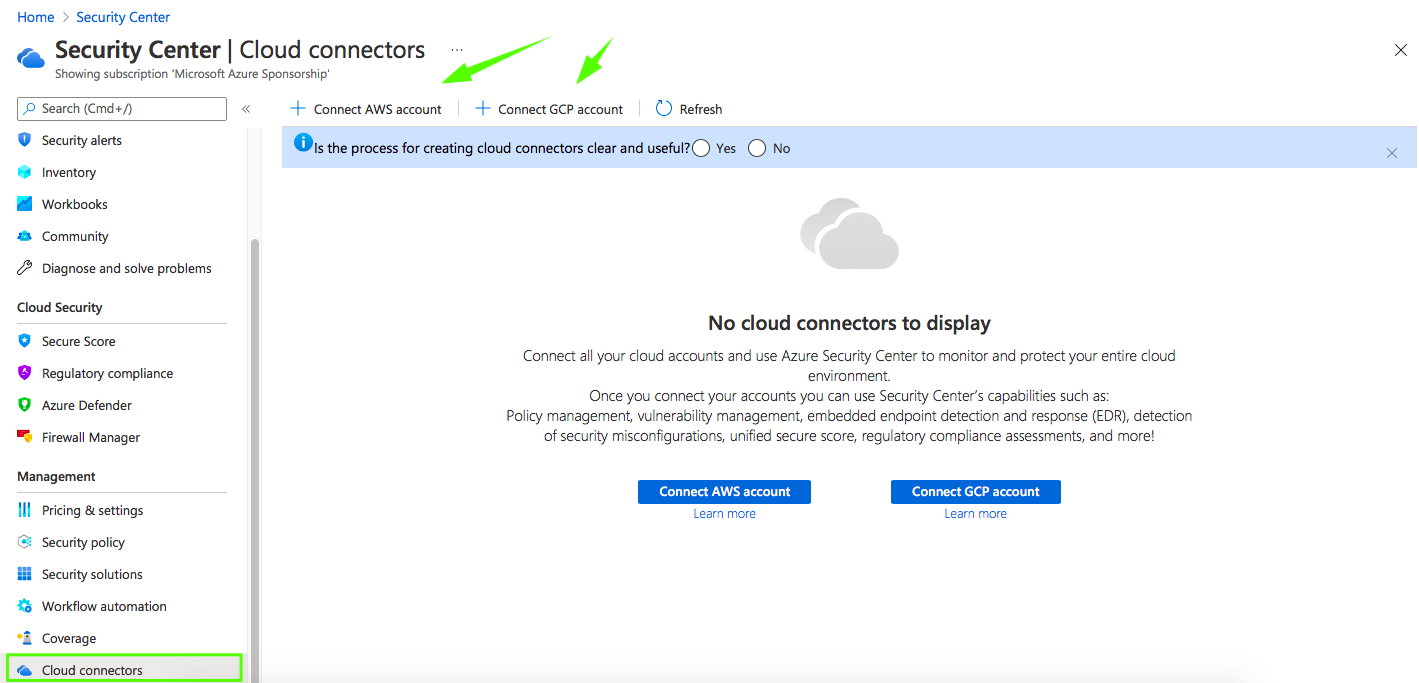 Home > Security Center
Security Center | Cloud connectors ...
Showing subscription 'Microsoft Azure Sponsorship'
Search (Cmd+/)
«
Security alerts
Inventory
Workbooks
Community
Diagnose and solve problems
Cloud Security
Secure Score
Regulatory compliance
Azure Defender
Firewall Manager
Management
Pricing & settings
Security policy
Security solutions
Workflow automation
Coverage
Cloud connectors
+ Connect AWS account + Connect GCP account Refresh
Is the process for creating cloud connectors clear and useful? Yes No
No cloud connectors to display
Connect all your cloud accounts and use Azure Security Center to monitor and protect your entire cloud
environment.
Once you connect your accounts you can use Security Center's capabilities such as:
Policy management, vulnerability management, embedded endpoint detection and response (EDR), detection
of security misconfigurations, unified secure score, regulatory compliance assessments, and more!
Connect AWS account Connect GCP account
Learn more Learn more